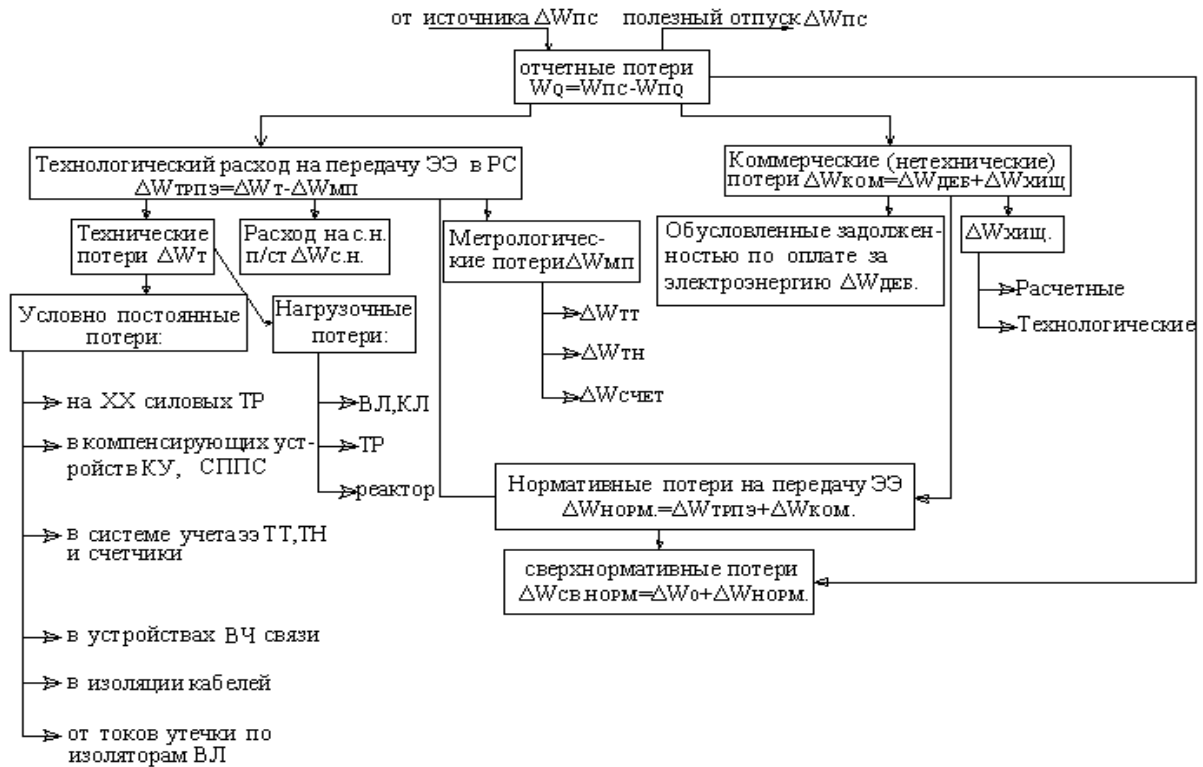 от источника ΔWпс полезный отпуск ΔWпс
отчетные потери
WQ=Wпс-WпQ
Технологический расход на передачу ЭЭ в РС
ΔWтрпэ=ΔWт-ΔWмп
Коммерческие (нетехнические)
потери ΔWком=ΔWдеб+ΔWхищ
Технические
потери ΔWт
Расход на с.н.
п/ст ΔWс.н.
Метрологичес-
кие потериΔWмп
Обусловленные задолжен-
ностью по оплате за
электроэнергию ΔWдеб.
ΔWхищ.
Расчетные
Технологические
Условно постоянные
потери:
Нагрузочные
потери:
ΔWтт
ΔWтн
ΔWсчет
на ХХ силовых ТР
в компенсирующих уст-
ройств КУ, СППС
в системе учета ээ ТТ,ТН
и счетчики
в устройствах ВЧ связи
в изоляции кабелей
от токов утечки по
изоляторам ВЛ
ВЛ,КЛ
ТР
реактор
Нормативные потери на передачу ЭЭ
ΔWнорм.=ΔWтрпэ+ΔWком.
сверхнормативные потери
ΔWсв.норм=ΔWо+ΔWнорм.